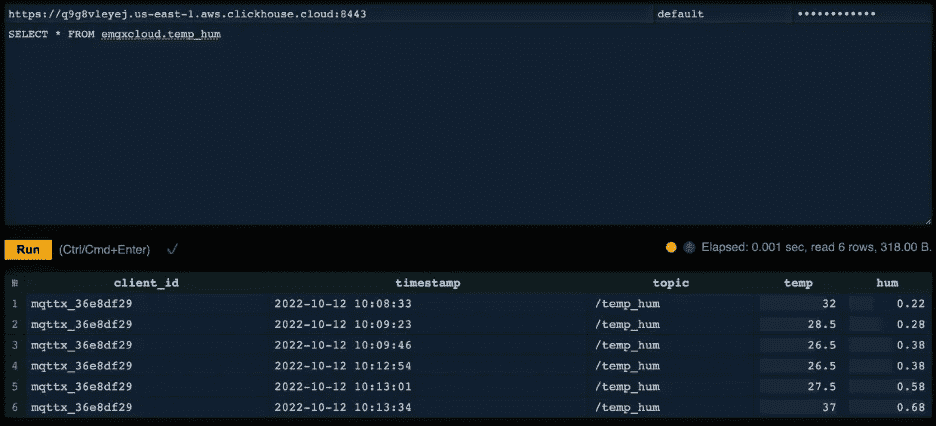 https://q9g8vleyej.us-east-1.aws.clickhouse.cloud:8443 default ••••••••••••
SELECT * FROM emqxcloud.temp_hum
Run (Ctrl/Cmd+Enter) ✓ Elapsed: 0.001 sec, read 6 rows, 318.00 B.
№ client_id timestamp topic temp hum
1 mqttx_36e8df29 2022-10-12 10:08:33 /temp_hum 32 0.22
2 mqttx_36e8df29 2022-10-12 10:09:23 /temp_hum 28.5 0.28
3 mqttx_36e8df29 2022-10-12 10:09:46 /temp_hum 26.5 0.38
4 mqttx_36e8df29 2022-10-12 10:12:54 /temp_hum 26.5 0.38
5 mqttx_36e8df29 2022-10-12 10:13:01 /temp_hum 27.5 0.58
6 mqttx_36e8df29 2022-10-12 10:13:34 /temp_hum 37 0.68